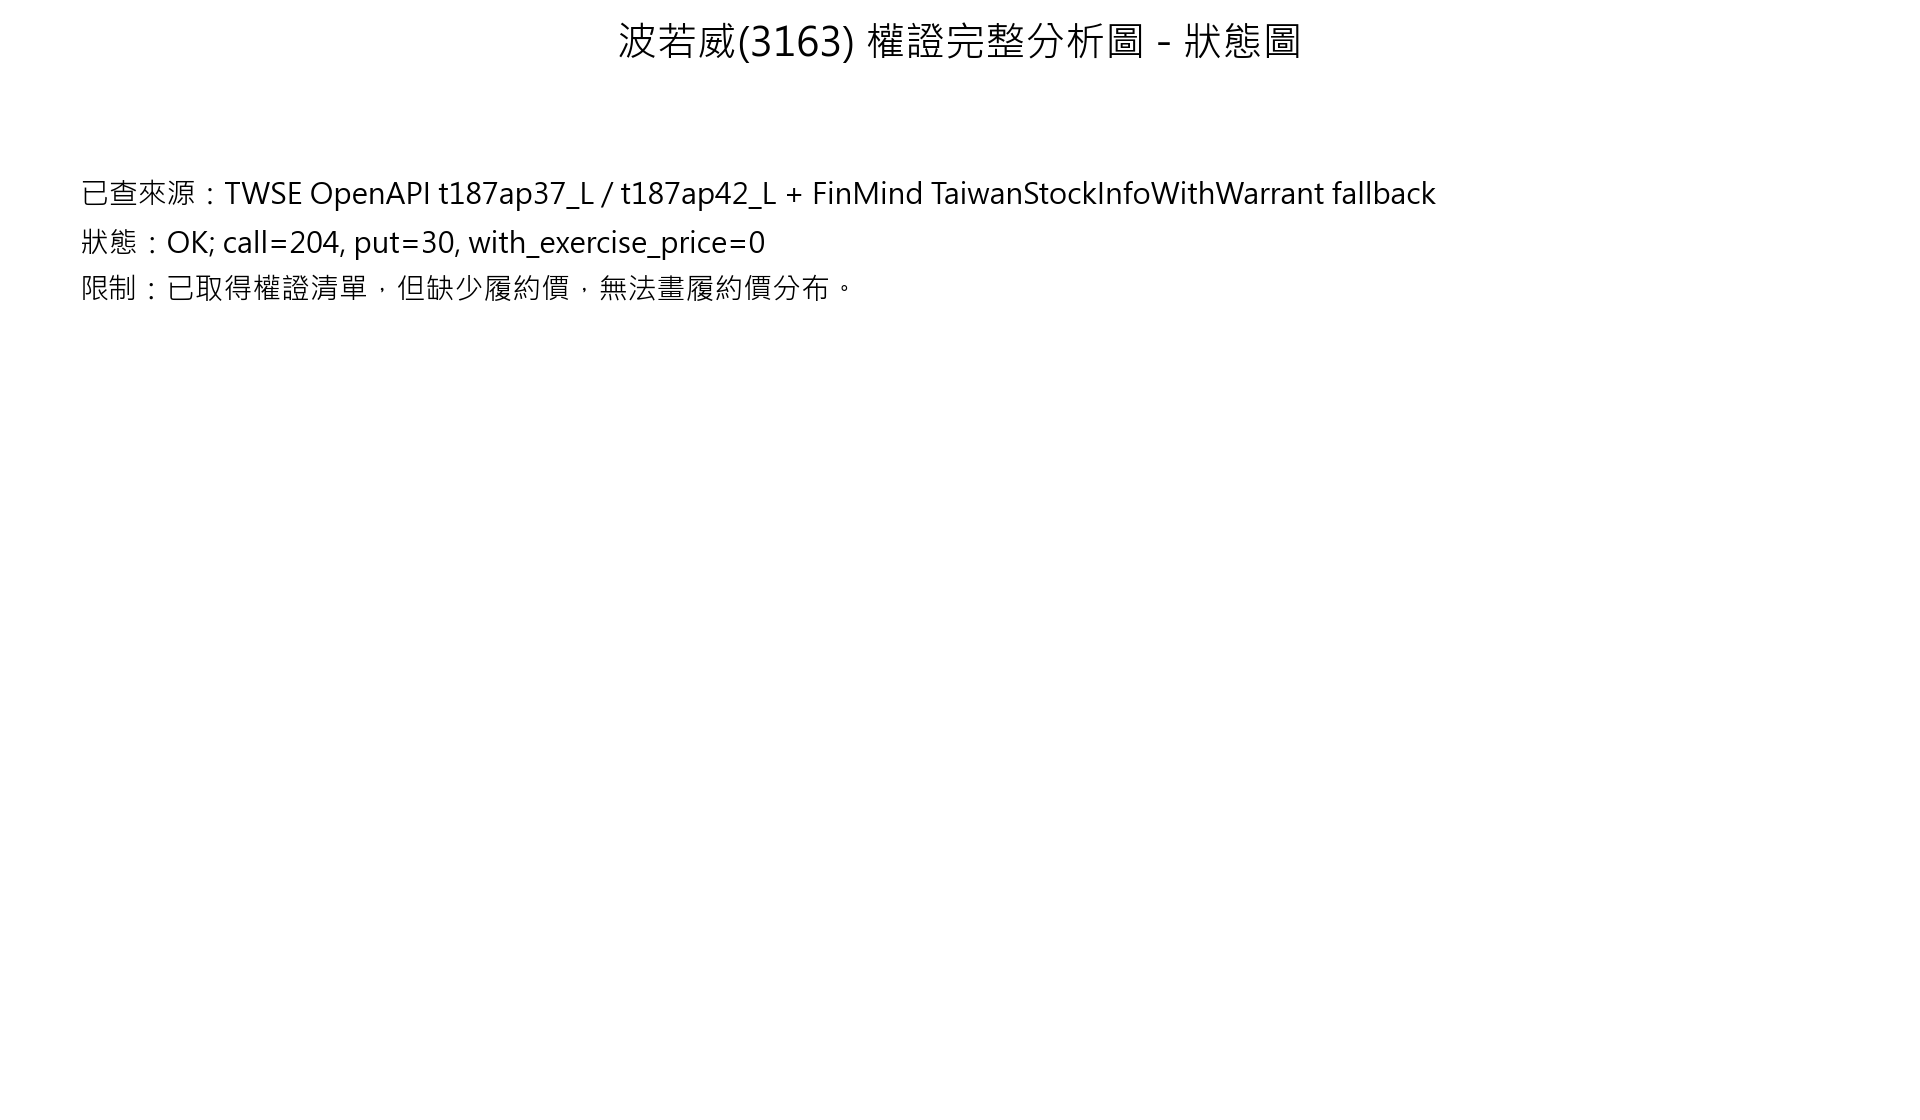 波若威(3163) 權證完整分析圖 - 狀態圖
已查來源：TWSE OpenAPI t187ap37_L / t187ap42_L + FinMind TaiwanStockInfoWithWarrant fallback
狀態：OK; call=204, put=30, with_exercise_price=0
限制：已取得權證清單，但缺少履約價，無法畫履約價分布。